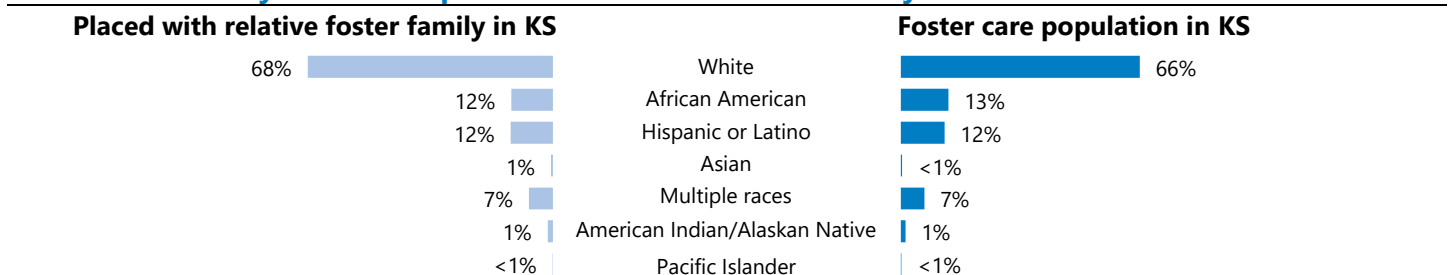 Placed with relative foster family in KS Foster care population in KS
68% White 66%
12% African American 13%
12% Hispanic or Latino 12%
1% Asian <1%
7% Multiple races 7%
1% American Indian/Alaskan Native 1%
<1% Pacific Islander <1%